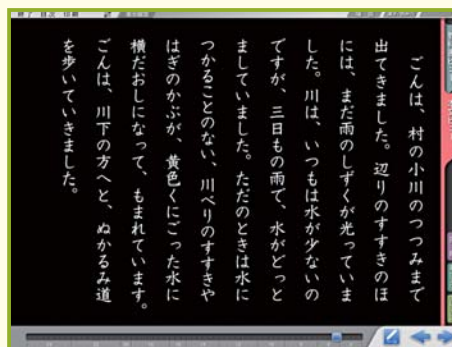 ごんは、村の小川のつつみまで
出てきました。辺りのすすきのほ
には、まだ雨のしずくが光っていま
した。川は、いつもは水が少ないの
ですが、三日もの雨で、水がどっと
ましていました。ただのときは水に
つかることのない、川べりのすすきや
はぎのかぶが、黄色くにごった水に
横だおしになって、もまれています。
ごんは、川下の方へと、ぬかるみ道
を歩いていきました。